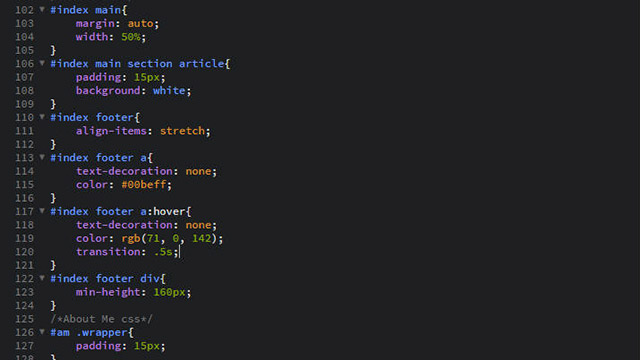 102 #index main{
103 margin: auto;
104 width: 50%;
105 }
106 #index main section article{
107 padding: 15px;
108 background: white;
109 }
110 #index footer{
111 align-items: stretch;
112 }
113 #index footer a{
114 text-decoration: none;
115 color: #00beff;
116 }
117 #index footer a:hover{
118 text-decoration: none;
119 color: rgb(71, 0, 142);
120 transition: .5s;
121 }
122 #index footer div{
123 min-height: 160px;
124 }
125 /*About Me css*/
126 #am .wrapper{
127 padding: 15px;
128 }